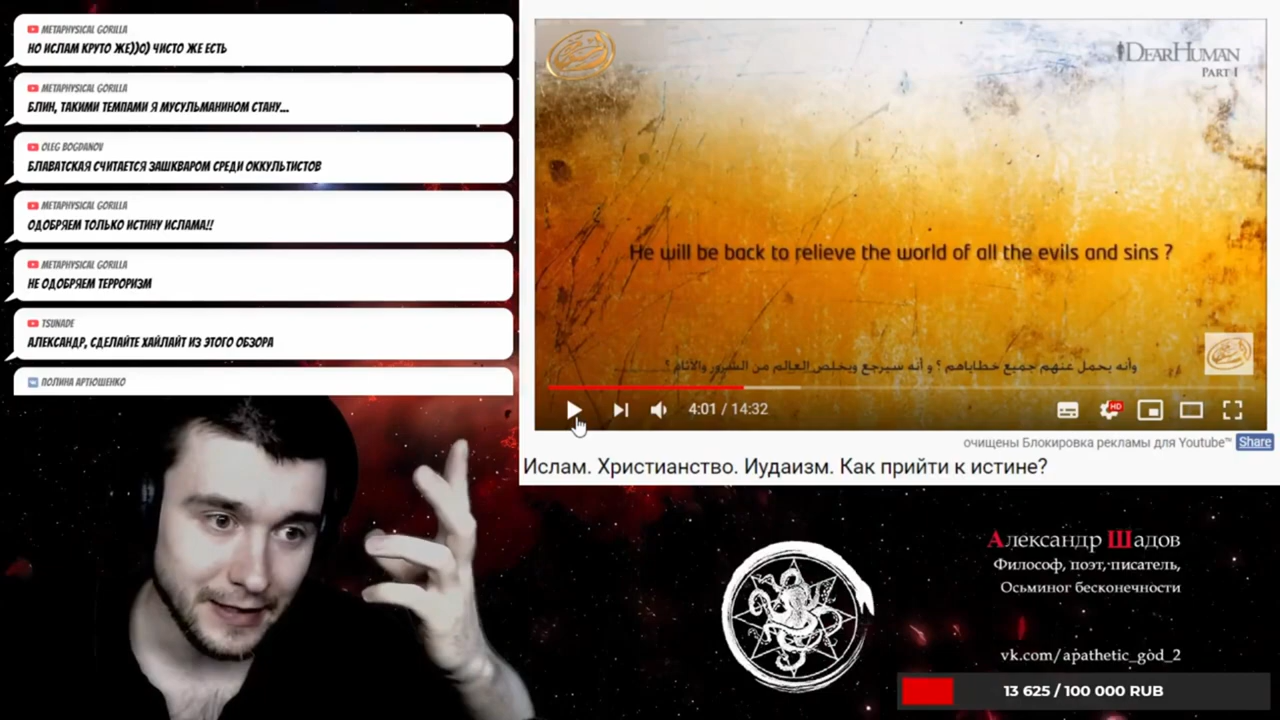 METAPHYSICAL GORILLA
НО ИСЛАМ КРУТО ЖЕ))0) ЧИСТО ЖЕ ЕСТЬ
METAPHYSICAL GORILLA
БЛИН, ТАКИМИ ТЕМПАМИ Я МУСУЛЬМАНИНОМ СТАНУ...
OLEG BOGDANOV
БЛАВАТСКАЯ СЧИТАЕТСЯ ЗАШКВАРОМ СРЕДИ ОККУЛЬТИСТОВ
METAPHYSICAL GORILLA
ОДОБРЯЕМ ТОЛЬКО ИСТИНУ ИСЛАМА!!
METAPHYSICAL GORILLA
НЕ ОДОБРЯЕМ ТЕРРОРИЗМ
TSUNADE
АЛЕКСАНДР, СДЕЛАЙТЕ ХАЙЛАЙТ ИЗ ЭТОГО ОБЗОРА
ПОЛИНА АРТЮШЕНКО
DEARHUMAN
PART I
He will be back to relieve the world of all the evils and sins ?
وأنه يحمل عنهم جميع خطاياهم ؟ و أنه سيرجع ويخلص العالم من الشرور والآثام ؟
4:01 / 14:32
HD
очищены Блокировка рекламы для Youtube™ Share
Ислам. Христианство. Иудаизм. Как прийти к истине?
Александр Шадов
Философ, поэт, писатель,
Осьминог бесконечности
vk.com/apathetic_god_2
13 625 / 100 000 RUB